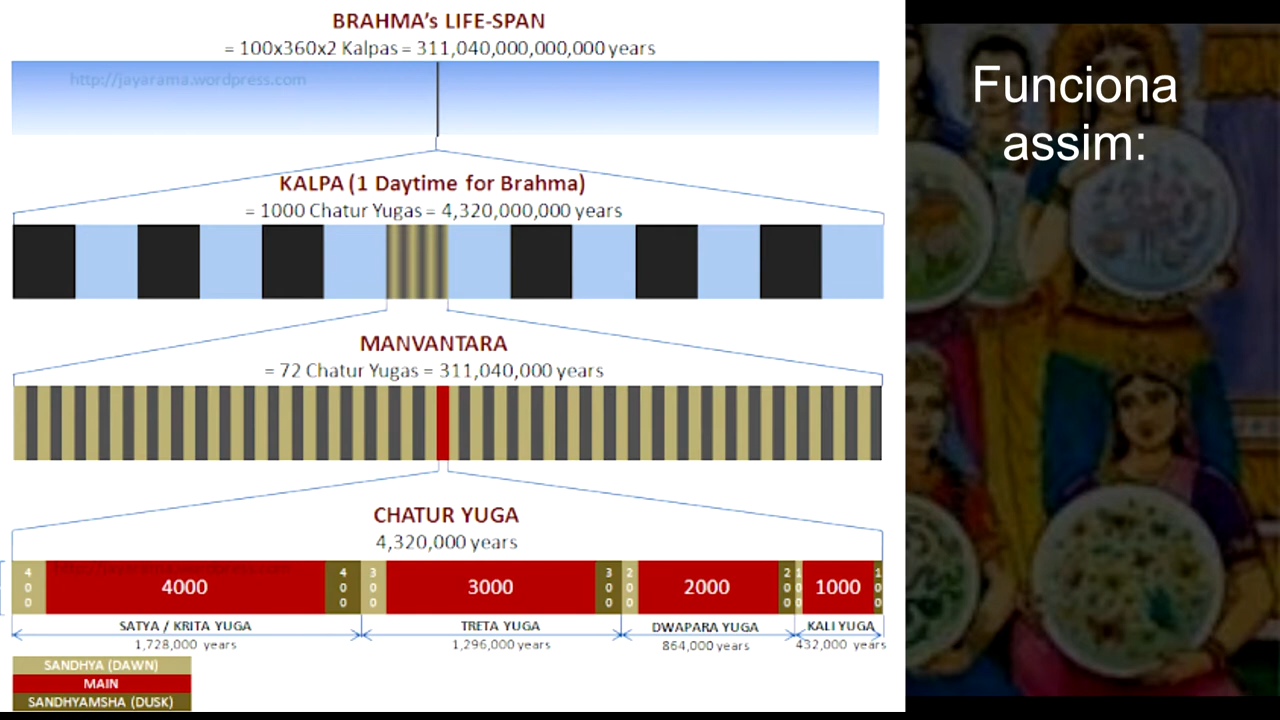 BRAHMA's LIFE-SPAN
= 100x360x2 Kalpas = 311,040,000,000,000 years
http://jayarama.wordpress.com
KALPA (1 Daytime for Brahma)
= 1000 Chatur Yugas = 4,320,000,000 years
MANVANTARA
= 72 Chatur Yugas = 311,040,000 years
CHATUR YUGA
4,320,000 years
http://jayarama.wordpress.com
400 4000 400 300 3000 300 200 2000 200 100 1000 100
SATYA / KRITA YUGA TRETA YUGA DWAPARA YUGA KALI YUGA
1,728,000 years 1,296,000 years 864,000 years 432,000 years
SANDHYA (DAWN)
MAIN
SANDHYAMSHA (DUSK)
Funciona
assim: